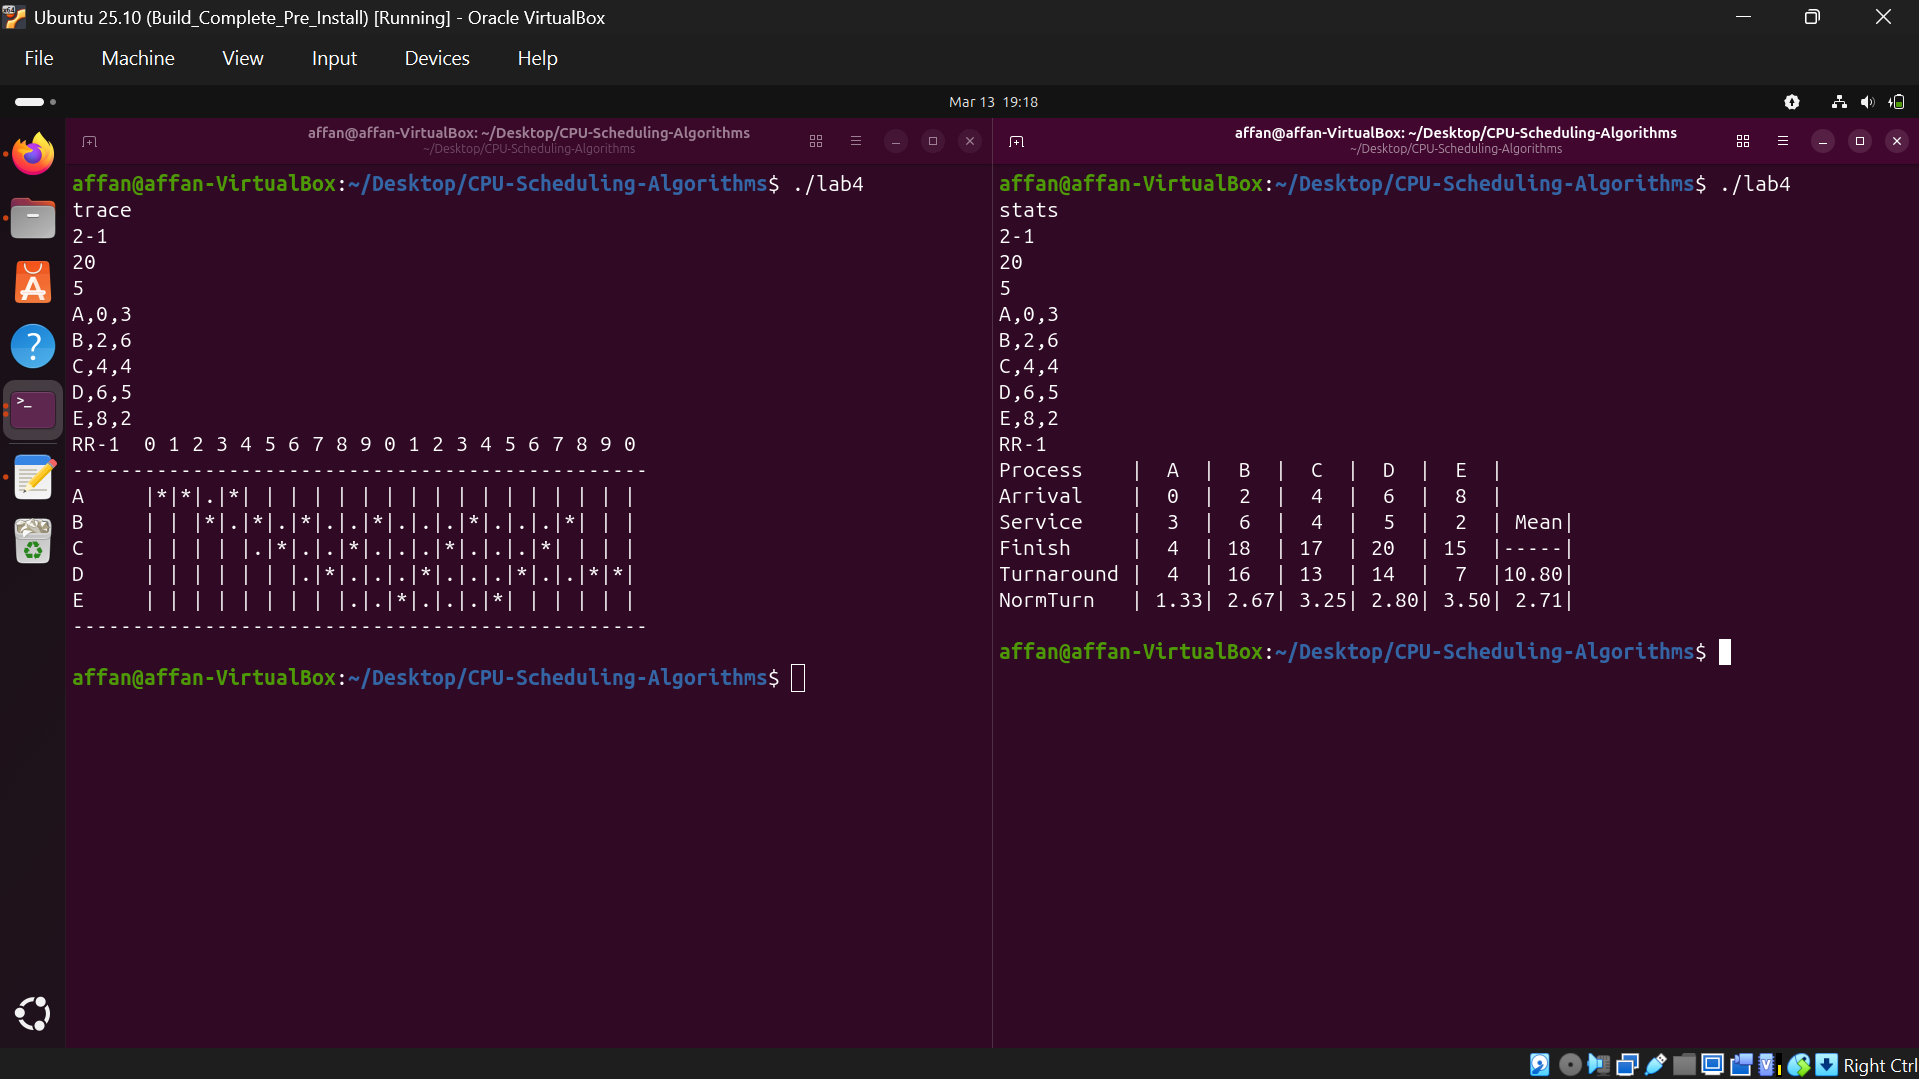 Ubuntu 25.10 (Build_Complete_Pre_Install) [Running] - Oracle VirtualBox
File Machine View Input Devices Help
Mar 13 19:18
affan@affan-VirtualBox: ~/Desktop/CPU-Scheduling-Algorithms
~/Desktop/CPU-Scheduling-Algorithms
affan@affan-VirtualBox:~/Desktop/CPU-Scheduling-Algorithms$ ./lab4
trace
2-1
20
5
A,0,3
B,2,6
C,4,4
D,6,5
E,8,2
RR-1  0 1 2 3 4 5 6 7 8 9 0 1 2 3 4 5 6 7 8 9 0
------------------------------------------------
A     |*|*|.|*| | | | | | | | | | | | | | | | |
B     | | |*|.|*|.|*|.|.|*|.|.|.|*|.|.|.|*| | |
C     | | | | |.|*|.|.|*|.|.|.|*|.|.|.|*| | | |
D     | | | | | | |.|*|.|.|.|*|.|.|.|*|.|.|*|*|
E     | | | | | | | | |.|.|*|.|.|.|*| | | | | |
------------------------------------------------
affan@affan-VirtualBox:~/Desktop/CPU-Scheduling-Algorithms$
affan@affan-VirtualBox: ~/Desktop/CPU-Scheduling-Algorithms
~/Desktop/CPU-Scheduling-Algorithms
affan@affan-VirtualBox:~/Desktop/CPU-Scheduling-Algorithms$ ./lab4
stats
2-1
20
5
A,0,3
B,2,6
C,4,4
D,6,5
E,8,2
RR-1
Process    |  A  |  B  |  C  |  D  |  E  |
Arrival    |  0  |  2  |  4  |  6  |  8  |
Service    |  3  |  6  |  4  |  5  |  2  | Mean|
Finish     |  4  | 18  | 17  | 20  | 15  |-----|
Turnaround |  4  | 16  | 13  | 14  |  7  |10.80|
NormTurn   | 1.33| 2.67| 3.25| 2.80| 3.50| 2.71|
affan@affan-VirtualBox:~/Desktop/CPU-Scheduling-Algorithms$
Right Ctrl